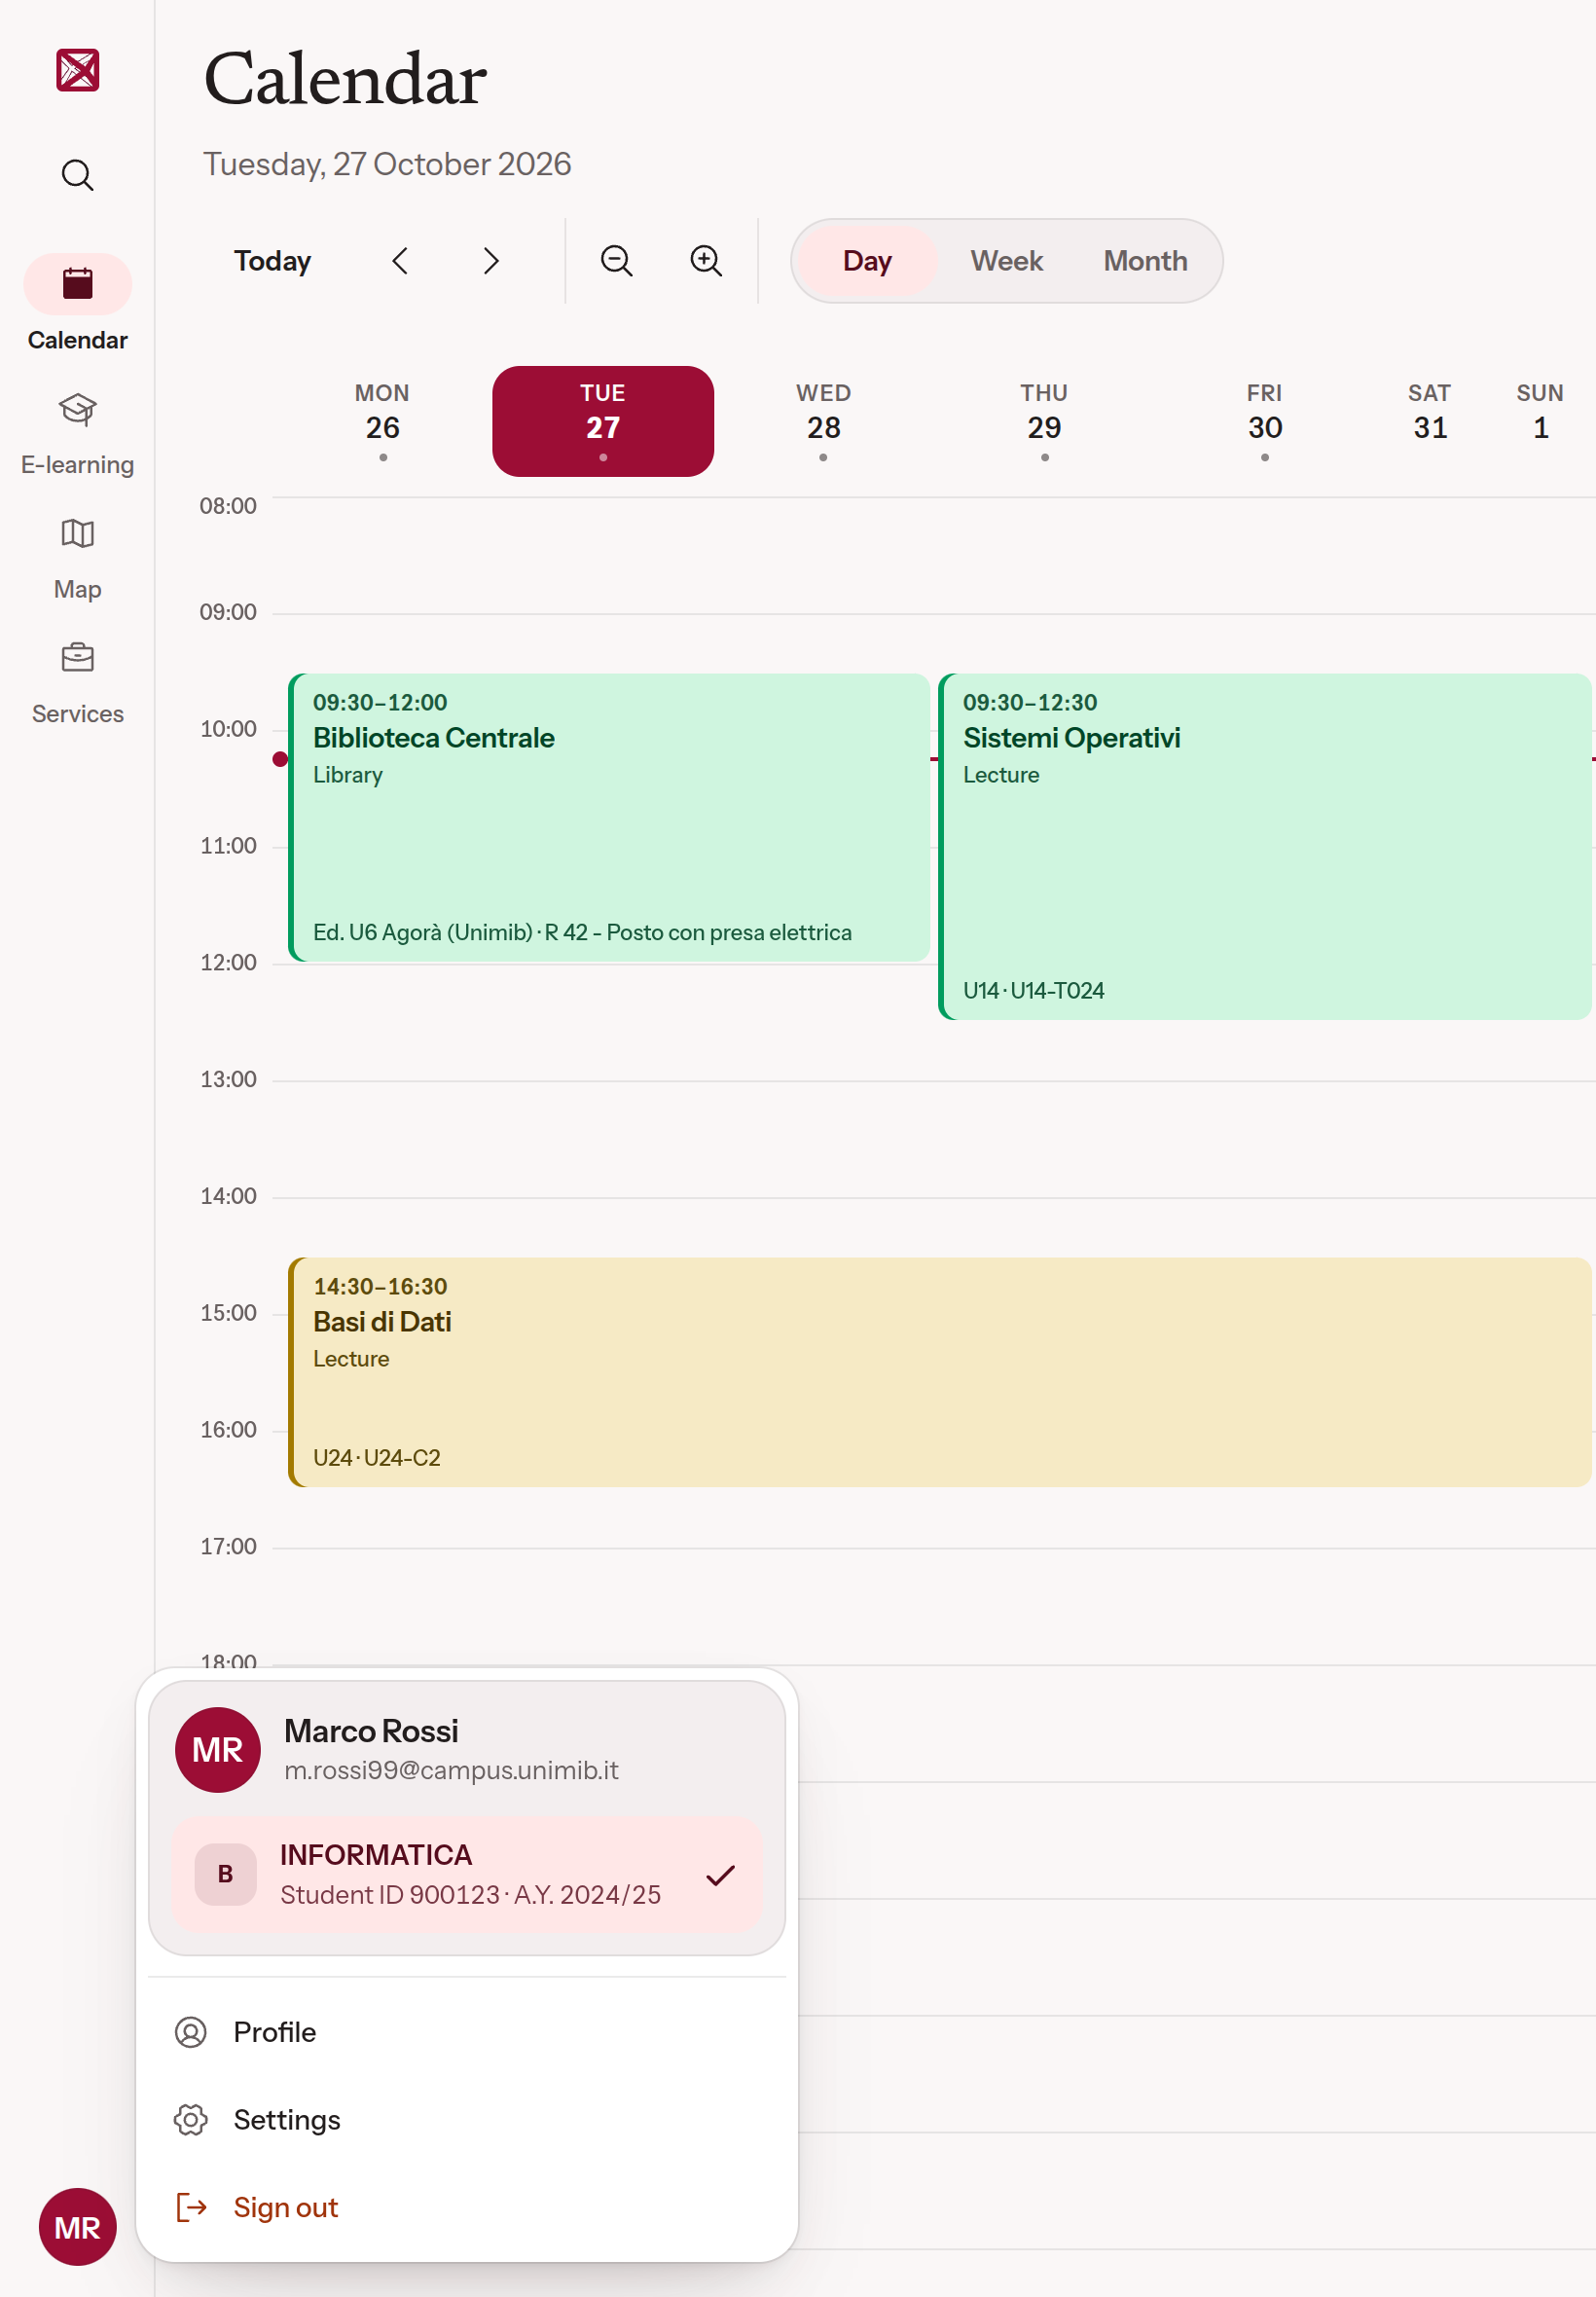 Calendar
Tuesday, 27 October 2026
Today
Day Week Month
Calendar
E-learning
Map
Services
MON TUE WED THU FRI SAT SUN
26 27 28 29 30 31 1
08:00
09:00
09:30–12:00
Biblioteca Centrale
Library
Ed. U6 Agorà (Unimib) · R 42 - Posto con presa elettrica
09:30–12:30
Sistemi Operativi
Lecture
U14 · U14-T024
10:00
11:00
12:00
13:00
14:00
14:30–16:30
Basi di Dati
Lecture
U24 · U24-C2
15:00
16:00
17:00
18:00
MR
Marco Rossi
m.rossi99@campus.unimib.it
B
INFORMATICA
Student ID 900123 · A.Y. 2024/25
Profile
Settings
Sign out
MR